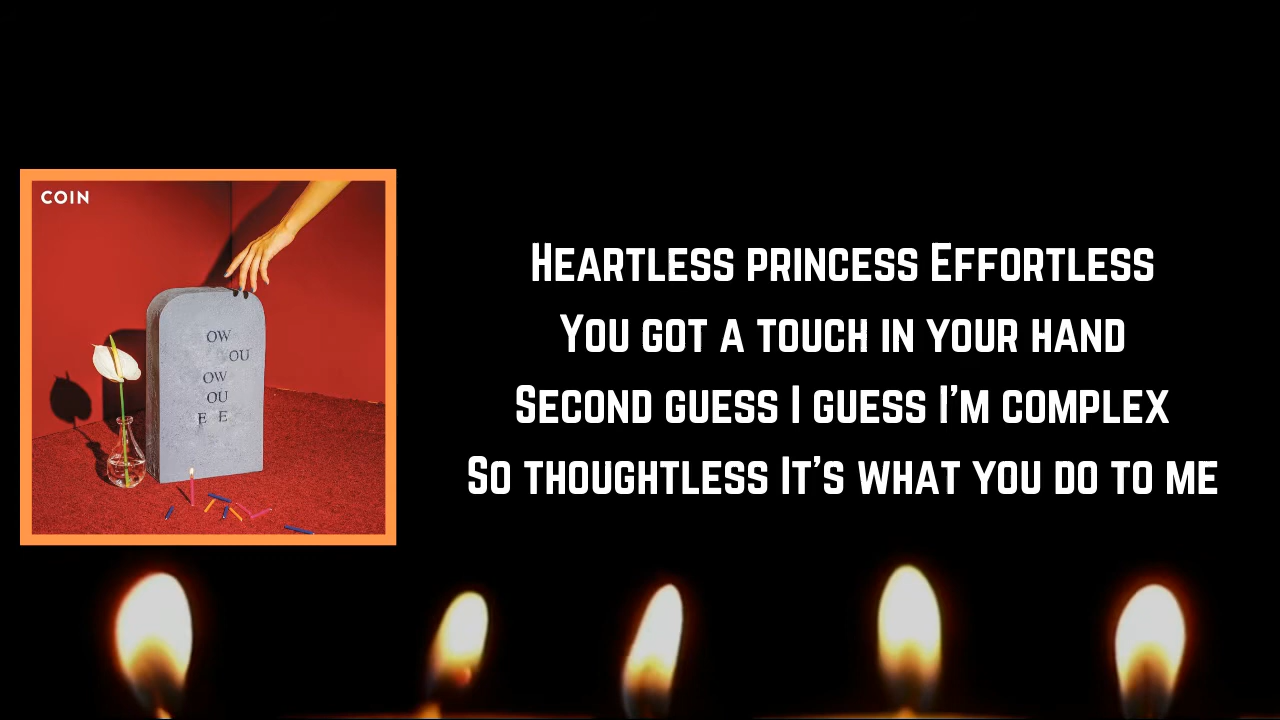 COIN
OW
OU
OW
OU
E E
Heartless princess Effortless
You got a touch in your hand
Second guess I guess I'm complex
So thoughtless It's what you do to me